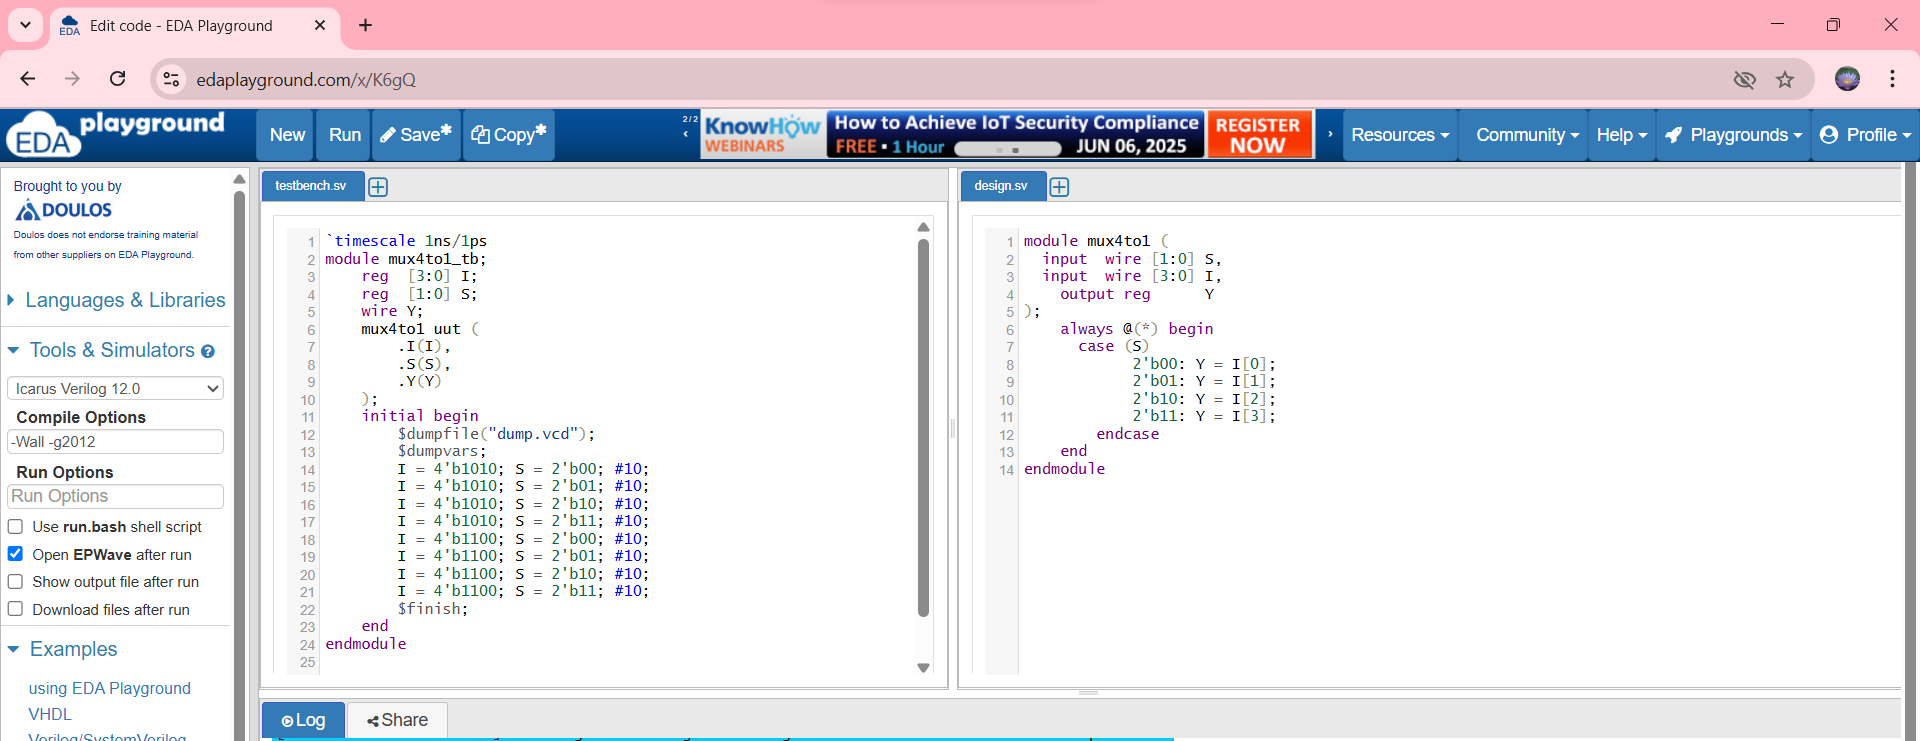 Edit code - EDA Playground
edaplayground.com/x/K6gQ
EDA playground
New
Run
Save*
Copy*
2/2
KnowHow WEBINARS
How to Achieve IoT Security Compliance
FREE • 1 Hour
JUN 06, 2025
REGISTER NOW
Resources
Community
Help
Playgrounds
Profile
Brought to you by
DOULOS
Doulos does not endorse training material
from other suppliers on EDA Playground.
Languages & Libraries
Tools & Simulators
Icarus Verilog 12.0
Compile Options
-Wall -g2012
Run Options
Run Options
Use run.bash shell script
Open EPWave after run
Show output file after run
Download files after run
Examples
using EDA Playground
VHDL
Verilog/SystemVerilog
testbench.sv
1 `timescale 1ns/1ps
2 module mux4to1_tb;
3 reg [3:0] I;
4 reg [1:0] S;
5 wire Y;
6 mux4to1 uut (
7 .I(I),
8 .S(S),
9 .Y(Y)
10 );
11 initial begin
12 $dumpfile("dump.vcd");
13 $dumpvars;
14 I = 4'b1010; S = 2'b00; #10;
15 I = 4'b1010; S = 2'b01; #10;
16 I = 4'b1010; S = 2'b10; #10;
17 I = 4'b1010; S = 2'b11; #10;
18 I = 4'b1100; S = 2'b00; #10;
19 I = 4'b1100; S = 2'b01; #10;
20 I = 4'b1100; S = 2'b10; #10;
21 I = 4'b1100; S = 2'b11; #10;
22 $finish;
23 end
24 endmodule
25
design.sv
1 module mux4to1 (
2 input wire [1:0] S,
3 input wire [3:0] I,
4 output reg Y
5 );
6 always @(*) begin
7 case (S)
8 2'b00: Y = I[0];
9 2'b01: Y = I[1];
10 2'b10: Y = I[2];
11 2'b11: Y = I[3];
12 endcase
13 end
14 endmodule
Log
Share